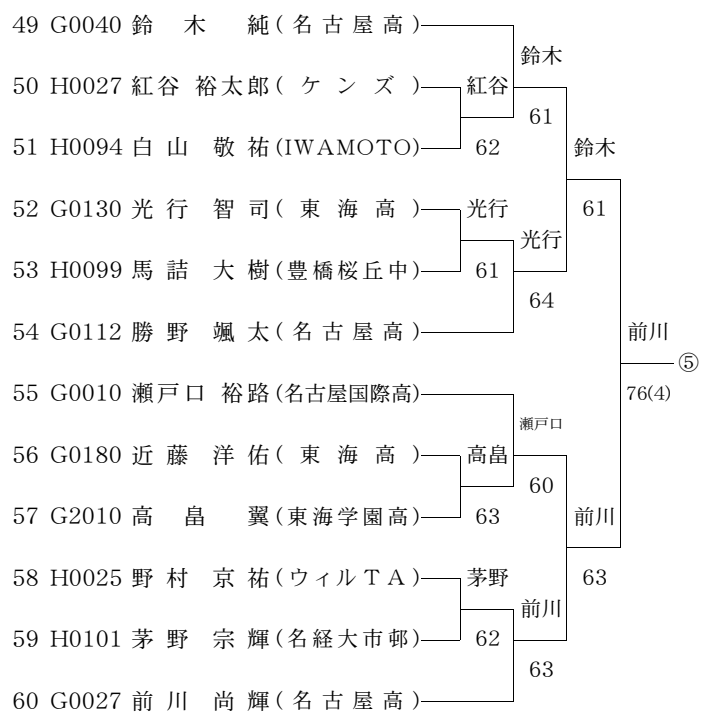 49 G0040 鈴 木 純(名古屋高)
鈴木
50 H0027 紅谷 裕太郎(ケンズ)
紅谷
61
51 H0094 白山 敬祐(IWAMOTO)
62
鈴木
52 G0130 光行 智司(東海高)
光行
61
光行
53 H0099 馬詰 大樹(豊橋桜丘中)
61
64
54 G0112 勝野 颯太(名古屋高)
前川
⑤
55 G0010 瀬戸口 裕路(名古屋国際高)
76(4)
瀬戸口
56 G0180 近藤 洋佑(東海高)
高畠
60
57 G2010 高 畠 翼(東海学園高)
63
前川
58 H0025 野村 京祐(ウィルTA)
茅野
63
前川
59 H0101 茅野 宗輝(名経大市邨)
62
63
60 G0027 前川 尚輝(名古屋高)